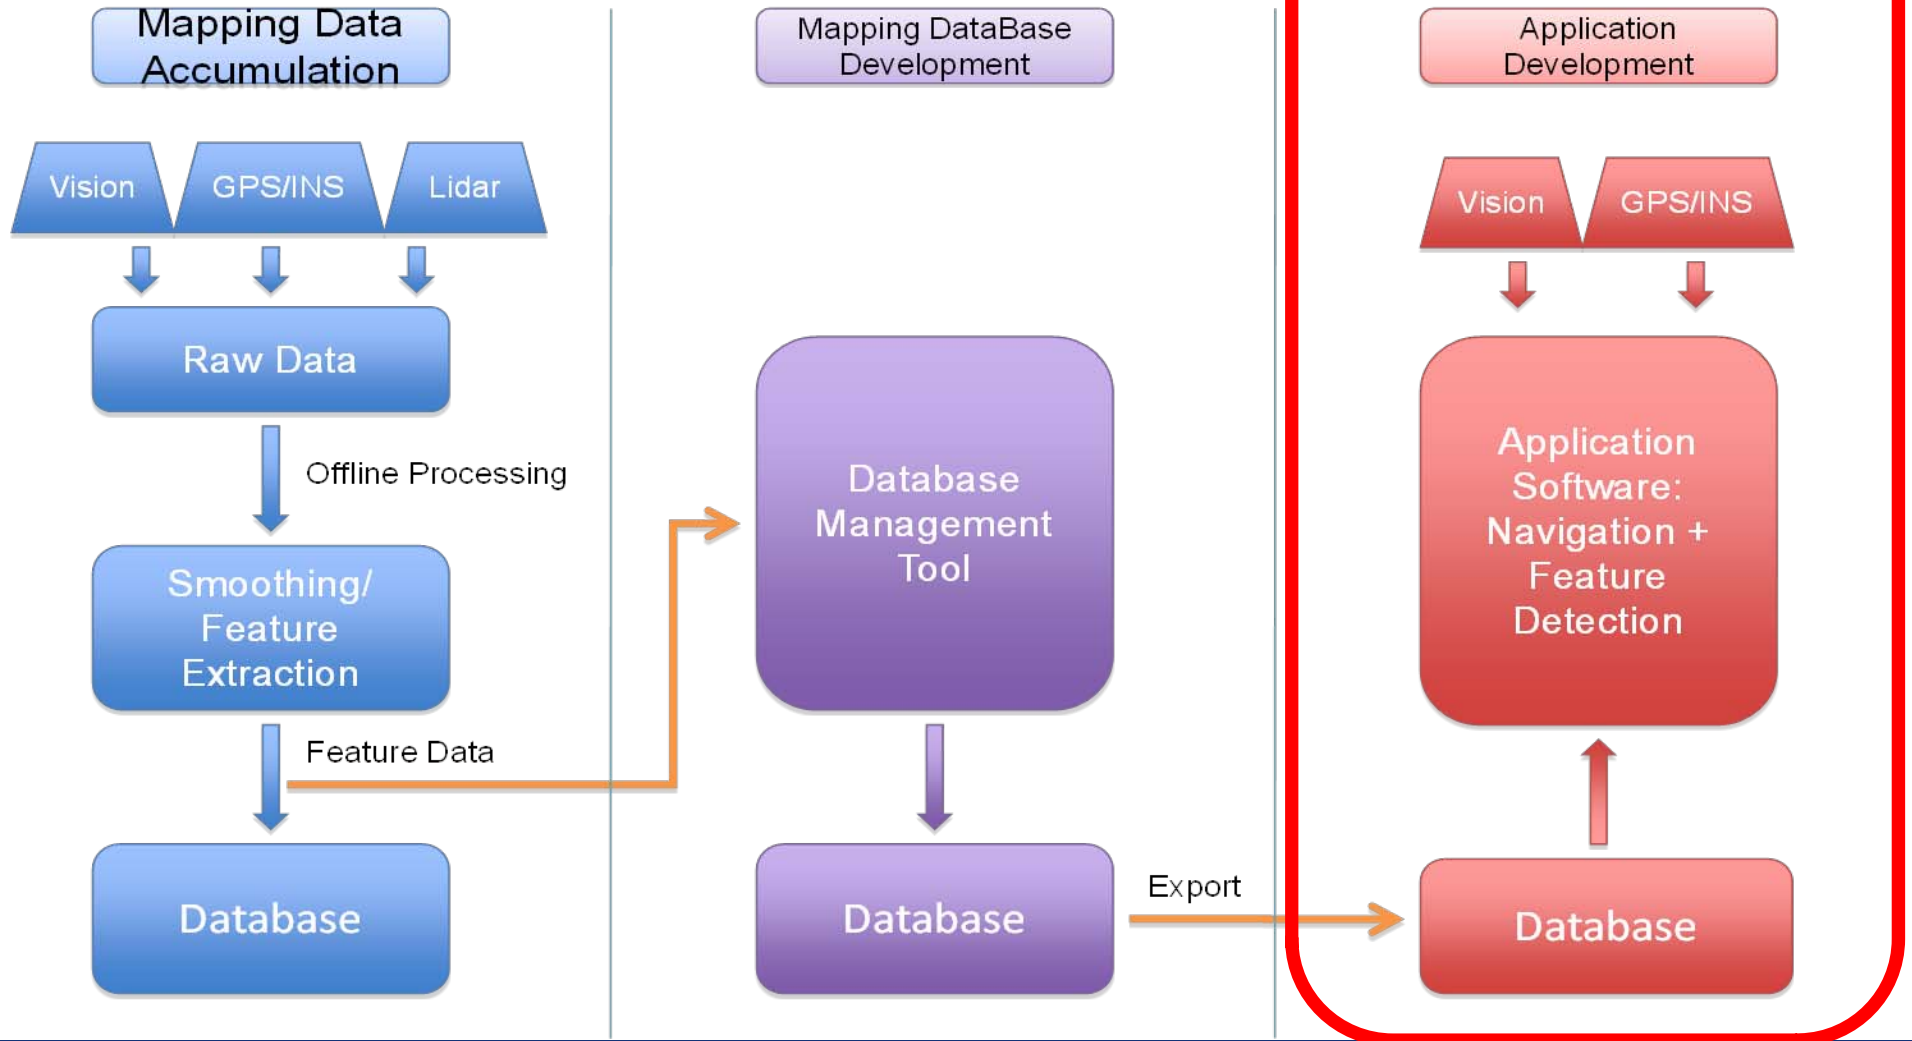 Mapping Data
Accumulation
Vision
GPS/INS
Lidar
Raw Data
Offline Processing
Smoothing/
Feature
Extraction
Feature Data
Database
Mapping DataBase
Development
Database
Management
Tool
Database
Export
Application
Development
Vision
GPS/INS
Application
Software:
Navigation +
Feature
Detection
Database